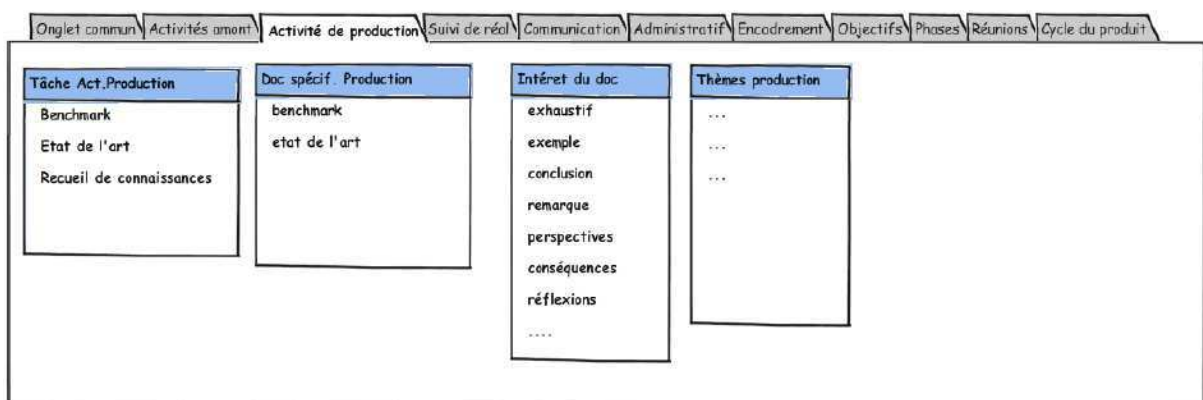 Onglet commun Activités amont Activité de production Suivi de réal Communication Administratif Encadrement Objectifs Phases Réunions Cycle du produit
Tâche Act.Production
Benchmark
Etat de l'art
Recueil de connaissances
Doc spécif. Production
benchmark
etat de l'art
Intéret du doc
exhaustif
exemple
conclusion
remarque
perspectives
conséquences
réflexions
....
Thèmes production
...
...
...